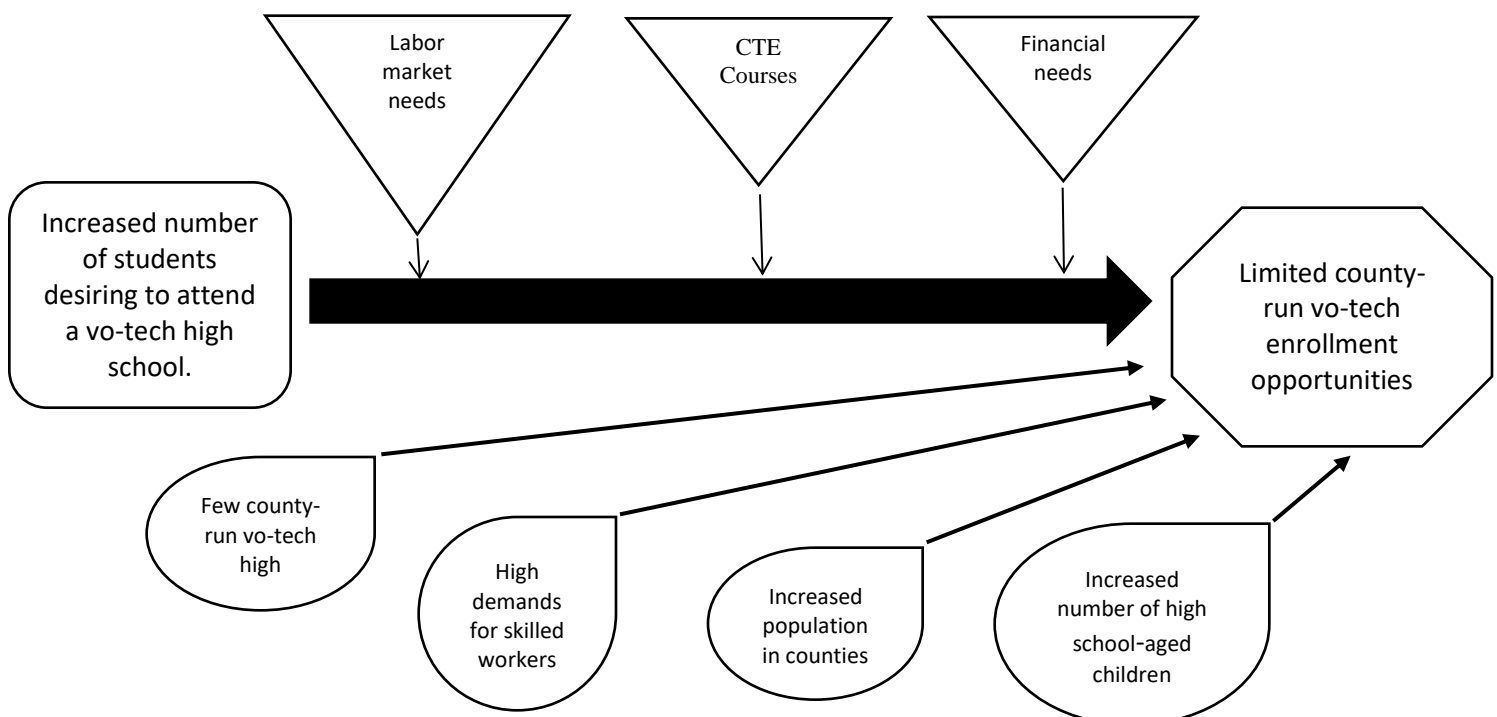 Labor
market
needs
CTE
Courses
Financial
needs
Increased number
of students
desiring to attend
a vo-tech high
school.
Limited county-
run vo-tech
enrollment
opportunities
Few county-
run vo-tech
high
High
demands
for skilled
workers
Increased
population
in counties
Increased
number of high
school-aged
children